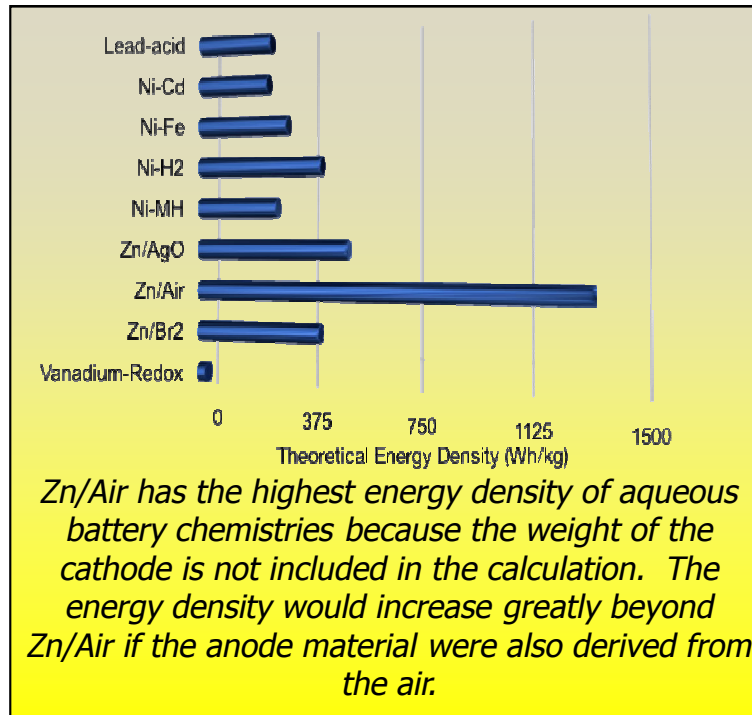 Lead-acid
Ni-Cd
Ni-Fe
Ni-H2
Ni-MH
Zn/AgO
Zn/Air
Zn/Br2
Vanadium-Redox
0 375 750 1125 1500
Theoretical Energy Density (Wh/kg)
Zn/Air has the highest energy density of aqueous
battery chemistries because the weight of the
cathode is not included in the calculation. The
energy density would increase greatly beyond
Zn/Air if the anode material were also derived from
the air.